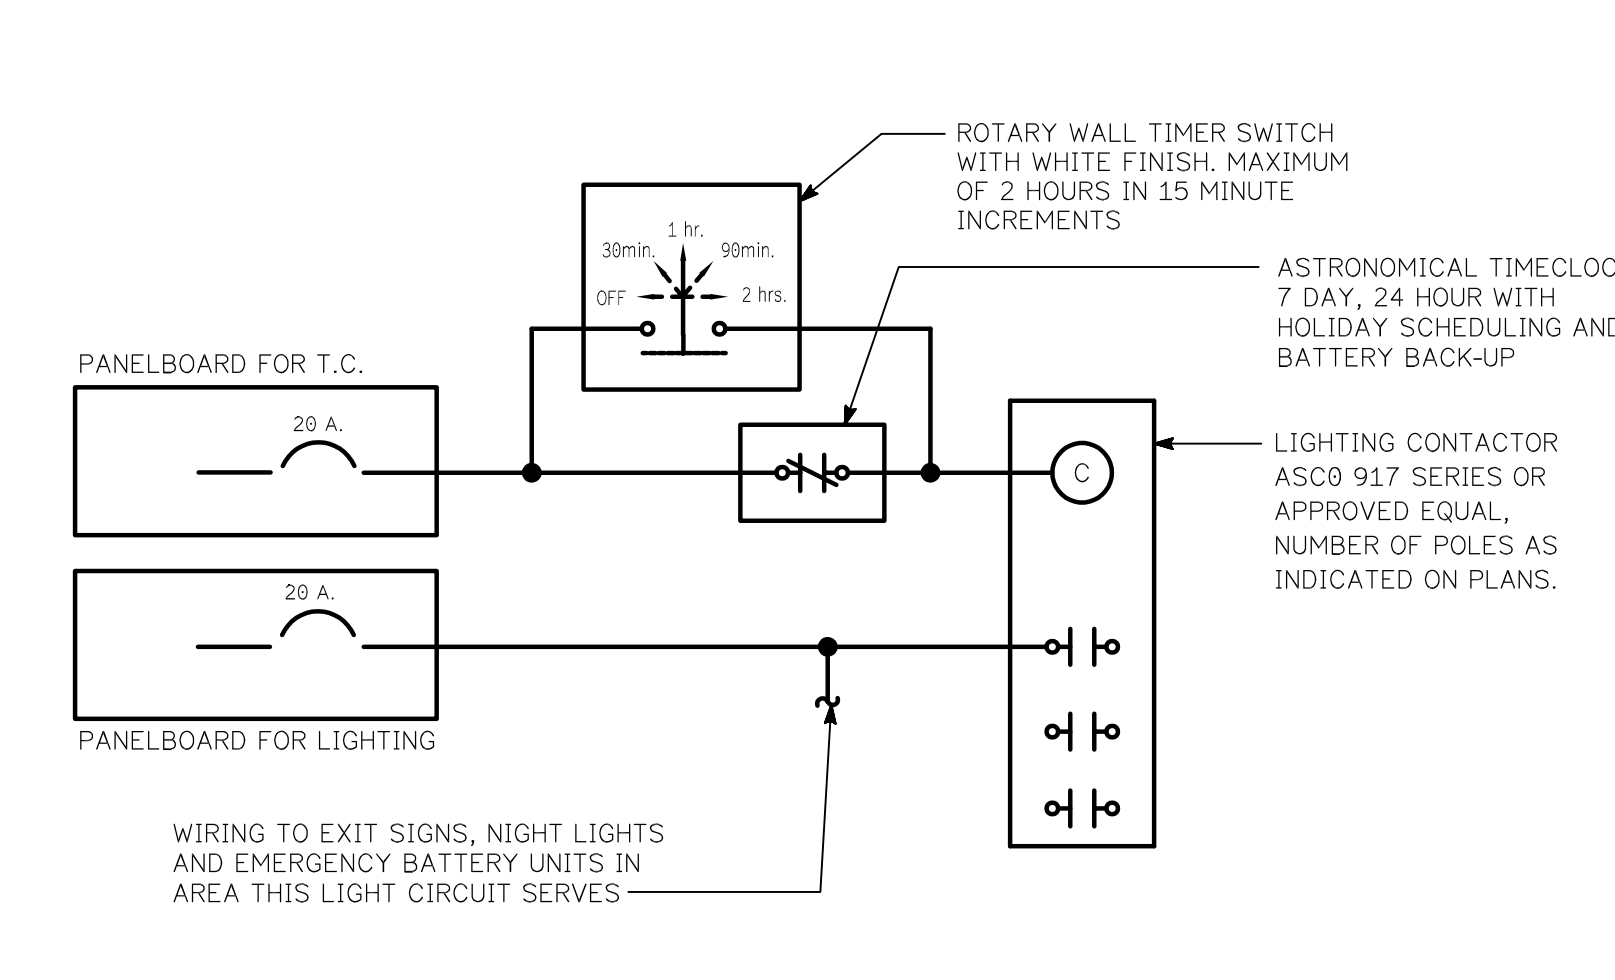 ROTARY WALL TIMER SWITCH
WITH WHITE FINISH. MAXIMUM
OF 2 HOURS IN 15 MINUTE
INCREMENTS
1 hr.
30min.
90min.
OFF
2 hrs.
ASTRONOMICAL TIMECLOC
7 DAY, 24 HOUR WITH
HOLIDAY SCHEDULING AND
BATTERY BACK-UP
PANELBOARD FOR T.C.
20 A.
C
LIGHTING CONTACTOR
ASC0 917 SERIES OR
APPROVED EQUAL,
NUMBER OF POLES AS
INDICATED ON PLANS.
20 A.
PANELBOARD FOR LIGHTING
WIRING TO EXIT SIGNS, NIGHT LIGHTS
AND EMERGENCY BATTERY UNITS IN
AREA THIS LIGHT CIRCUIT SERVES